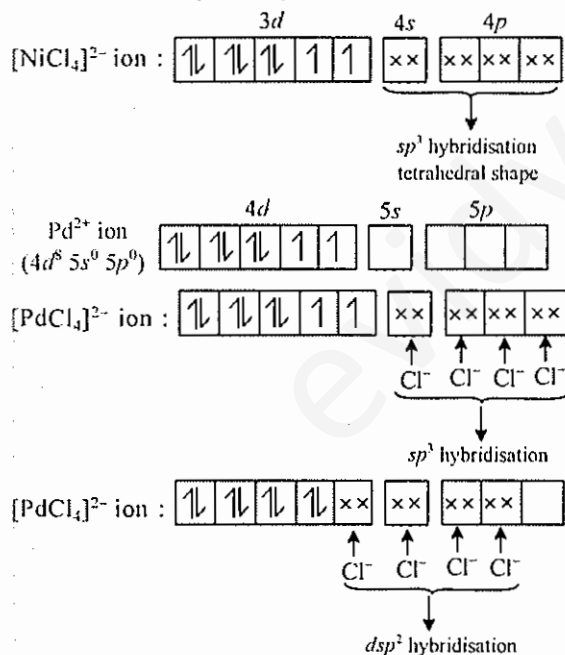 3d 4s 4p
[NiCl₄]²⁻ ion : ×× ×× ×× ××
sp³ hybridisation
tetrahedral shape
4d 5s 5p
Pd²⁺ ion
(4d⁸ 5s⁰ 5p⁰)
[PdCl₄]²⁻ ion : ×× ×× ×× ××
Cl⁻ Cl⁻ Cl⁻ Cl⁻
sp³ hybridisation
[PdCl₄]²⁻ ion : ×× ×× ×× ××
Cl⁻ Cl⁻ Cl⁻ Cl⁻
dsp² hybridisation